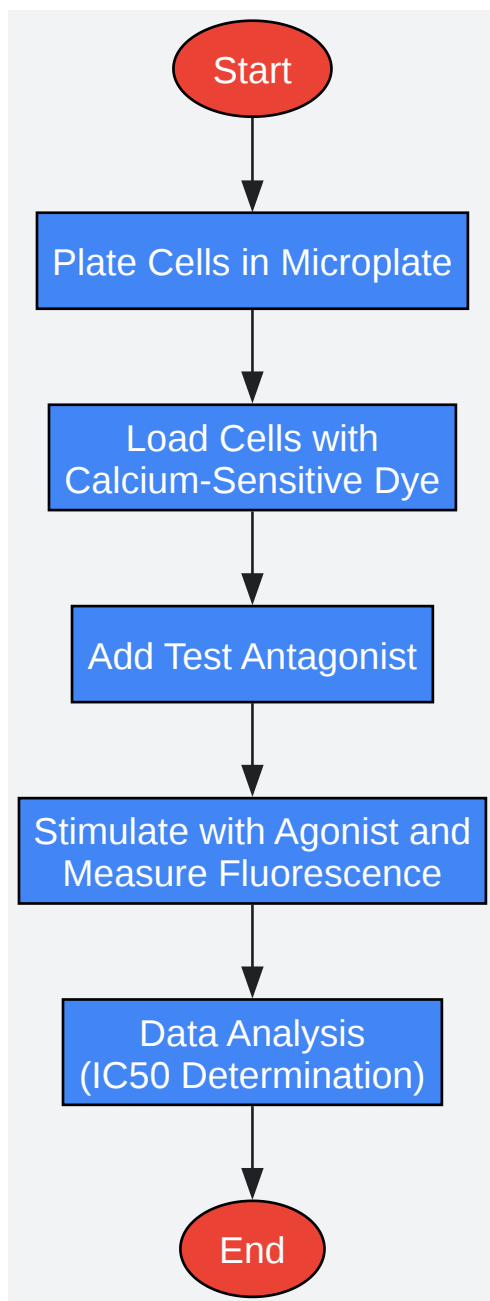 Start
Plate Cells in Microplate
Load Cells with
Calcium-Sensitive Dye
Add Test Antagonist
Stimulate with Agonist and
Measure Fluorescence
Data Analysis
(IC50 Determination)
End